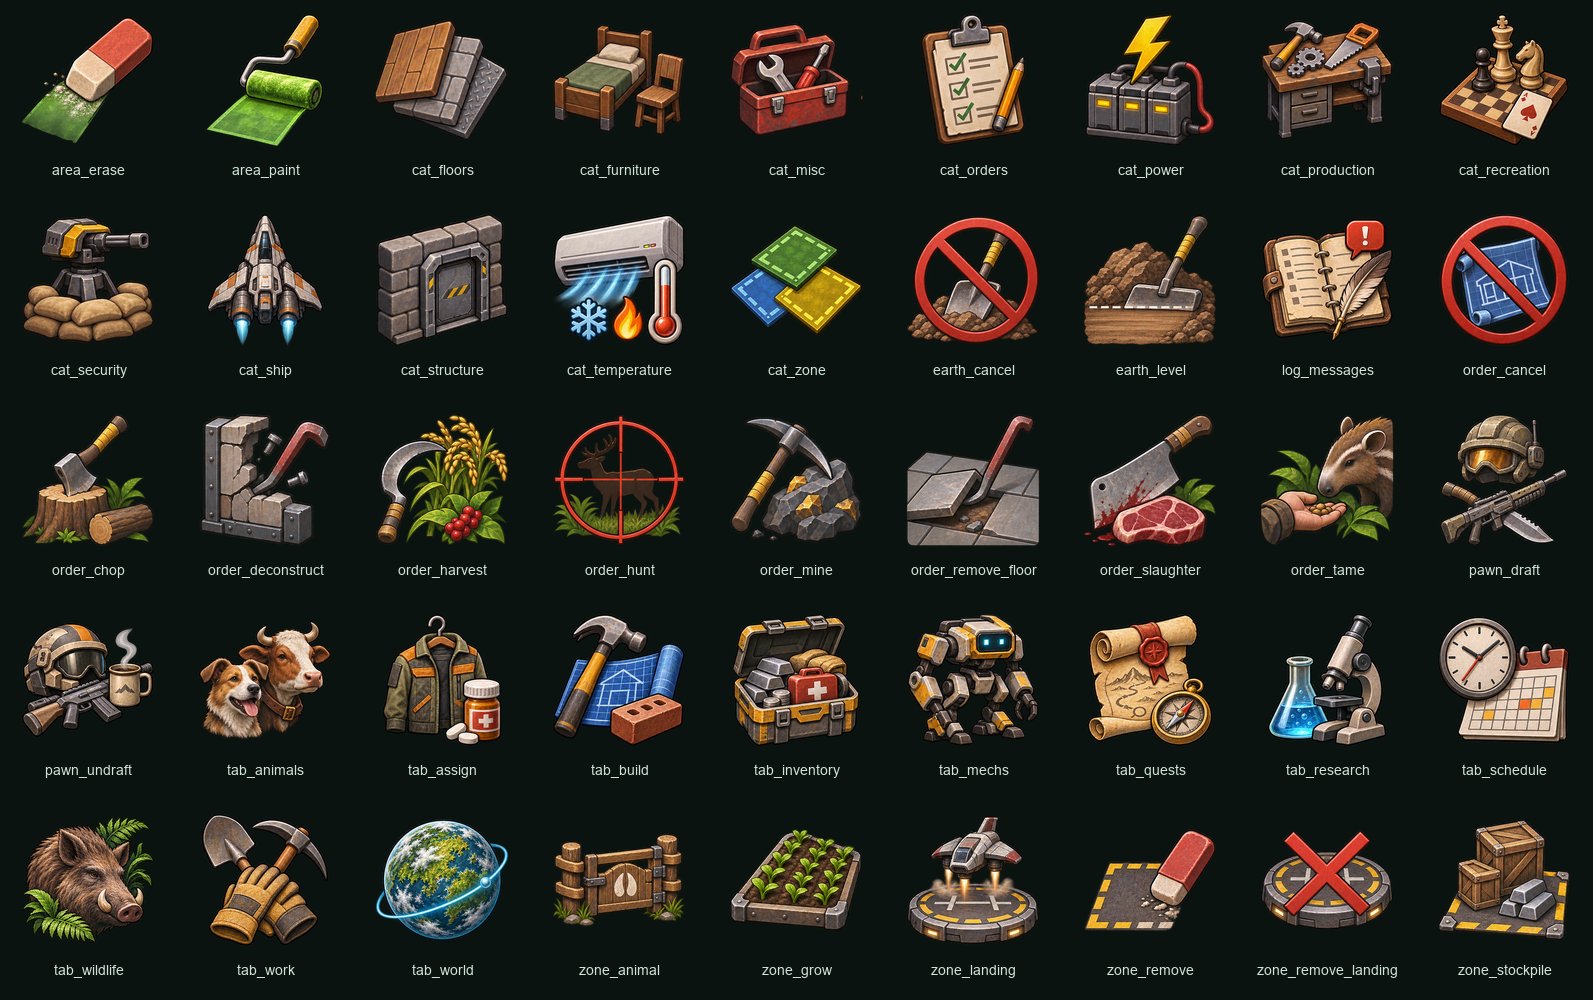 area_erase
area_paint
cat_floors
cat_furniture
cat_misc
cat_orders
cat_power
cat_production
cat_recreation
cat_security
cat_ship
cat_structure
cat_temperature
cat_zone
earth_cancel
earth_level
log_messages
order_cancel
order_chop
order_deconstruct
order_harvest
order_hunt
order_mine
order_remove_floor
order_slaughter
order_tame
pawn_draft
pawn_undraft
tab_animals
tab_assign
tab_build
tab_inventory
tab_mechs
tab_quests
tab_research
tab_schedule
tab_wildlife
tab_work
tab_world
zone_animal
zone_grow
zone_landing
zone_remove
zone_remove_landing
zone_stockpile